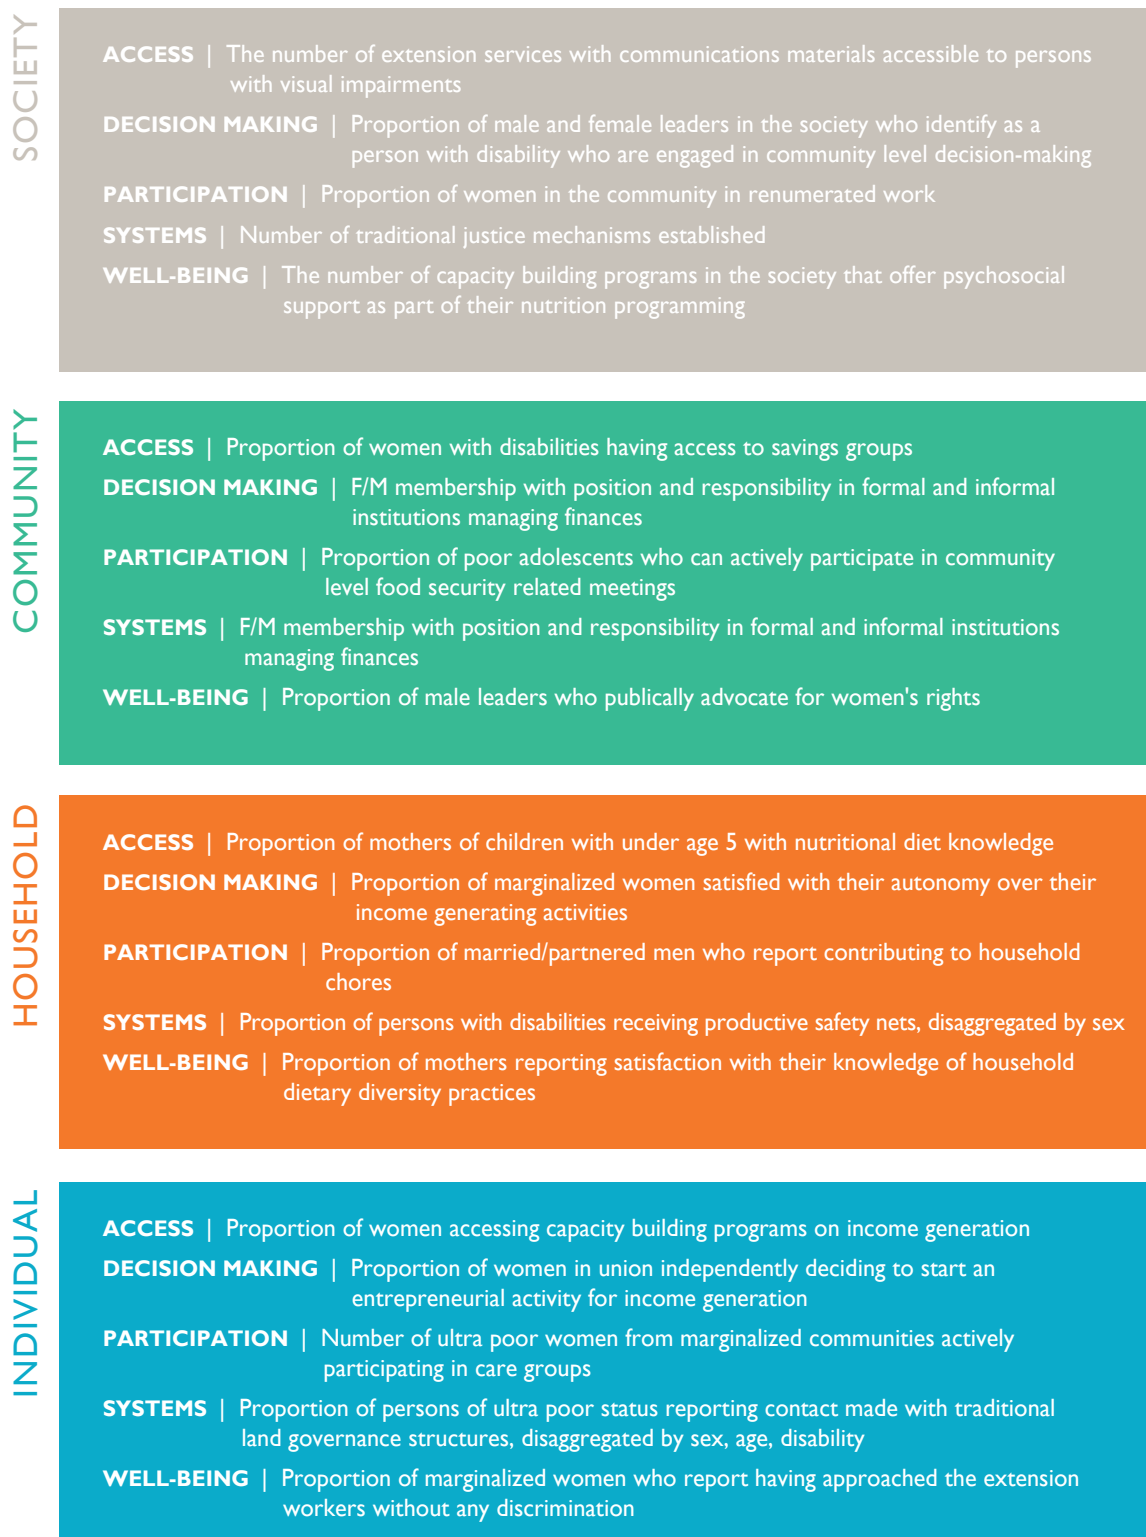 SOCIETY
ACCESS | The number of extension services with communications materials accessible to persons
with visual impairments
DECISION MAKING | Proportion of male and female leaders in the society who identify as a
person with disability who are engaged in community level decision-making
PARTICIPATION | Proportion of women in the community in renumerated work
SYSTEMS | Number of traditional justice mechanisms established
WELL-BEING | The number of capacity building programs in the society that offer psychosocial
support as part of their nutrition programming
COMMUNITY
ACCESS | Proportion of women with disabilities having access to savings groups
DECISION MAKING | F/M membership with position and responsibility in formal and informal
institutions managing finances
PARTICIPATION | Proportion of poor adolescents who can actively participate in community
level food security related meetings
SYSTEMS | F/M membership with position and responsibility in formal and informal institutions
managing finances
WELL-BEING | Proportion of male leaders who publically advocate for women's rights
HOUSEHOLD
ACCESS | Proportion of mothers of children with under age 5 with nutritional diet knowledge
DECISION MAKING | Proportion of marginalized women satisfied with their autonomy over their
income generating activities
PARTICIPATION | Proportion of married/partnered men who report contributing to household
chores
SYSTEMS | Proportion of persons with disabilities receiving productive safety nets, disaggregated by sex
WELL-BEING | Proportion of mothers reporting satisfaction with their knowledge of household
dietary diversity practices
INDIVIDUAL
ACCESS | Proportion of women accessing capacity building programs on income generation
DECISION MAKING | Proportion of women in union independently deciding to start an
entrepreneurial activity for income generation
PARTICIPATION | Number of ultra poor women from marginalized communities actively
participating in care groups
SYSTEMS | Proportion of persons of ultra poor status reporting contact made with traditional
land governance structures, disaggregated by sex, age, disability
WELL-BEING | Proportion of marginalized women who report having approached the extension
workers without any discrimination